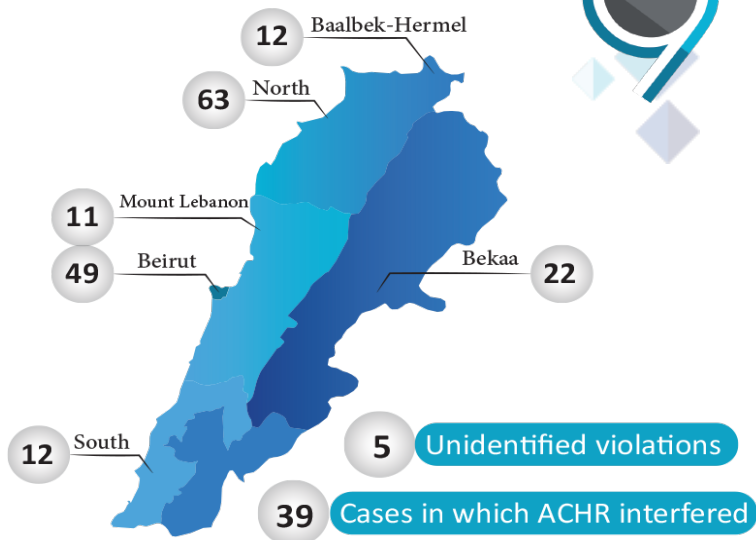 12 Baalbek-Hermel
63 North
11 Mount Lebanon
49 Beirut
Bekaa 22
12 South
5 Unidentified violations
39 Cases in which ACHR interfered